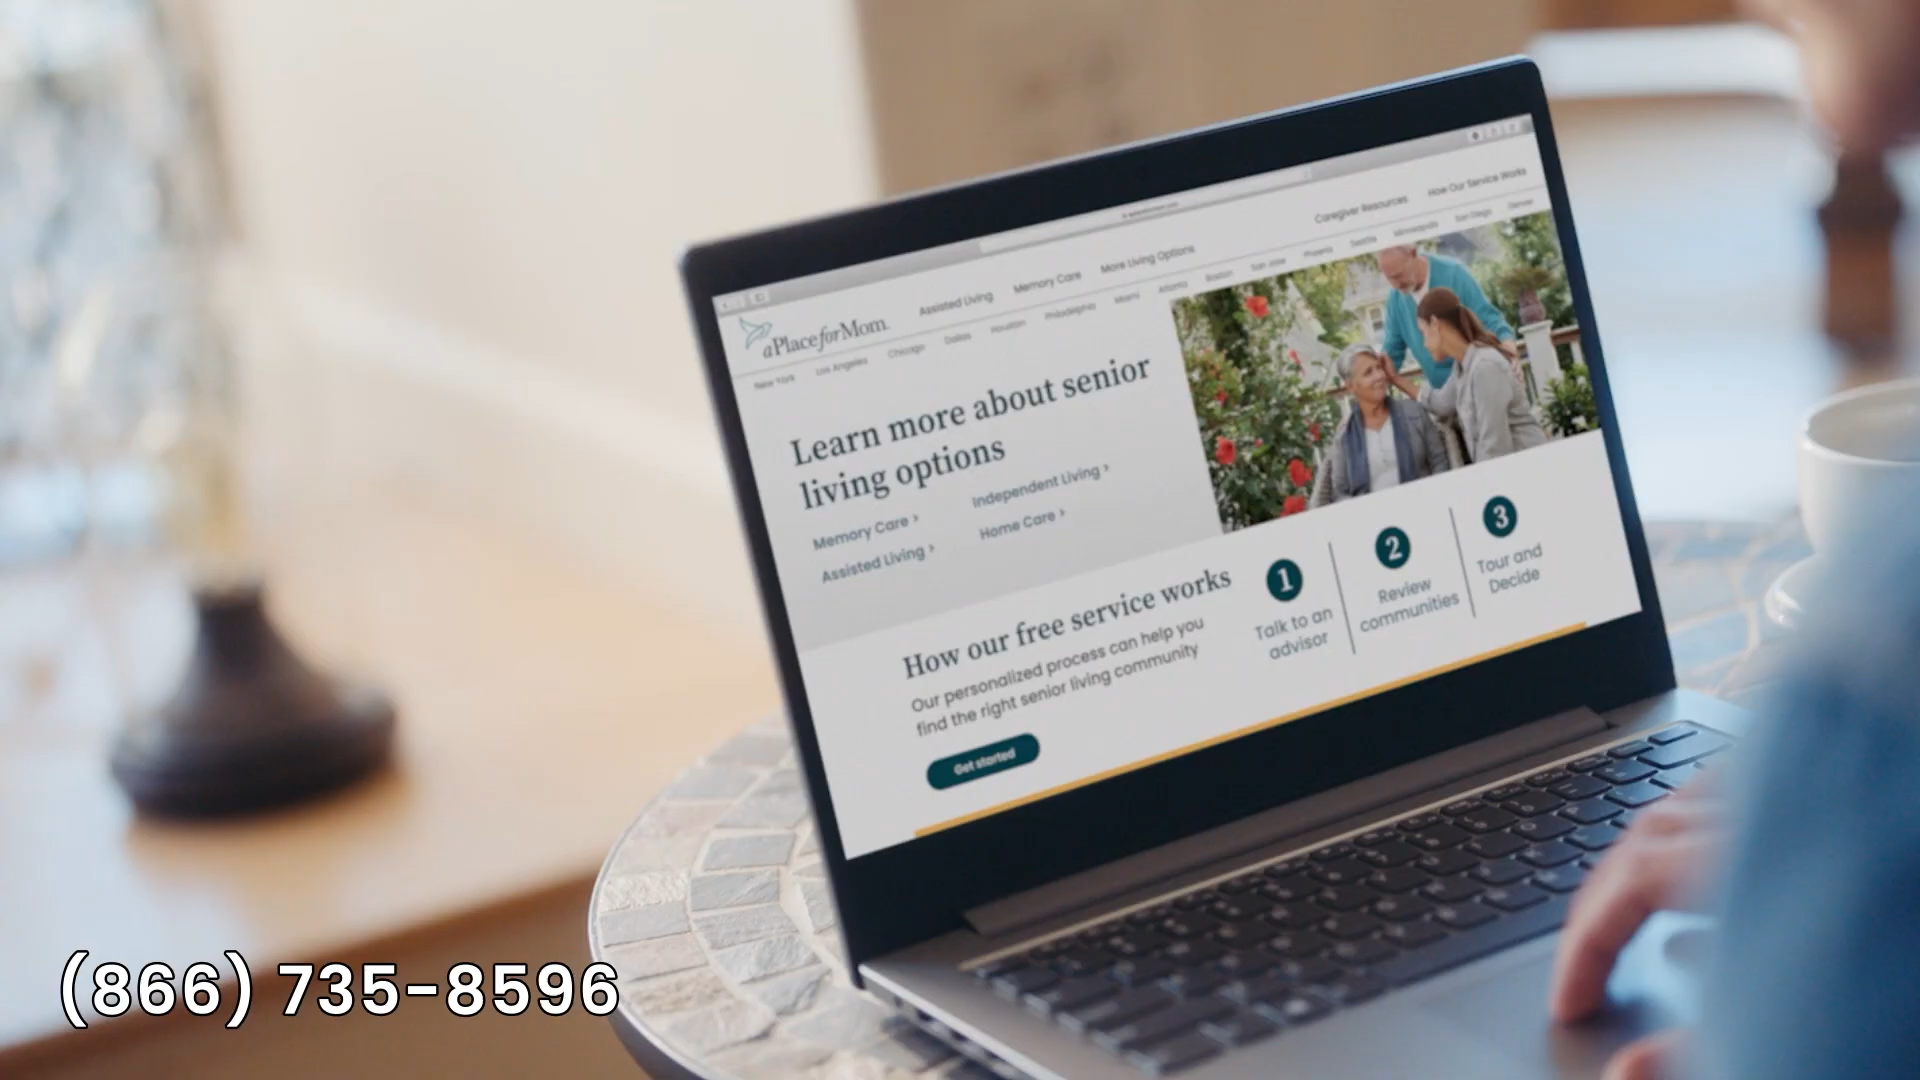 aPlaceforMom.
Assisted Living
Memory Care
More Living Options
Caregiver Resources
How Our Service Works
New York
Los Angeles
Chicago
Dallas
Houston
Philadelphia
Miami
Atlanta
Boston
San Jose
Phoenix
Seattle
Minneapolis
San Diego
Denver
Learn more about senior
living options
Memory Care >
Independent Living >
Assisted Living >
Home Care >
How our free service works
Our personalized process can help you
find the right senior living community
Get started
1
Talk to an
advisor
2
Review
communities
3
Tour and
Decide
(866) 735-8596